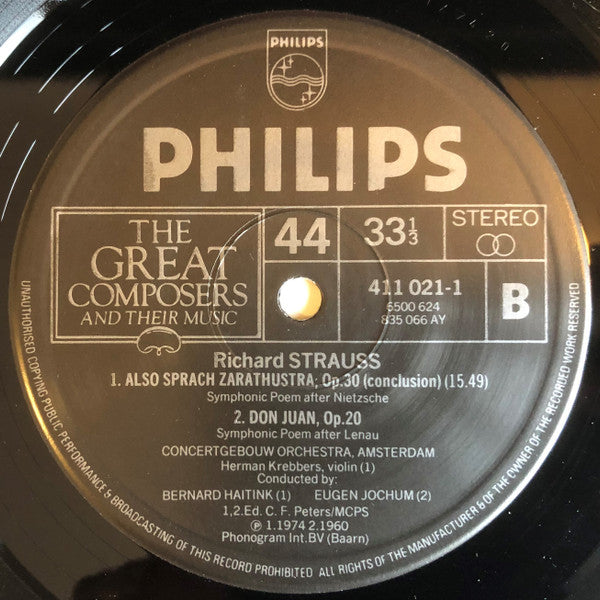 PHILIPS
PHILIPS
THE
GREAT
COMPOSERS
AND THEIR MUSIC
44
33⅓
STEREO
411 021-1
6500 624
835 066 AY
B
Richard STRAUSS
1. ALSO SPRACH ZARATHUSTRA, Op.30 (conclusion) (15.49)
Symphonic Poem after Nietzsche
2. DON JUAN, Op.20
Symphonic Poem after Lenau
CONCERTGEBOUW ORCHESTRA, AMSTERDAM
Herman Krebbers, violin (1)
Conducted by:
BERNARD HAITINK (1) EUGEN JOCHUM (2)
1,2.Ed. C. F. Peters/MCPS
Ⓟ 1.1974 2.1960
Phonogram Int.BV (Baarn)
UNAUTHORISED COPYING PUBLIC PERFORMANCE & BROADCASTING OF THIS RECORD PROHIBITED ALL RIGHTS OF THE MANUFACTURER & OF THE OWNER OF THE RECORDED WORK RESERVED